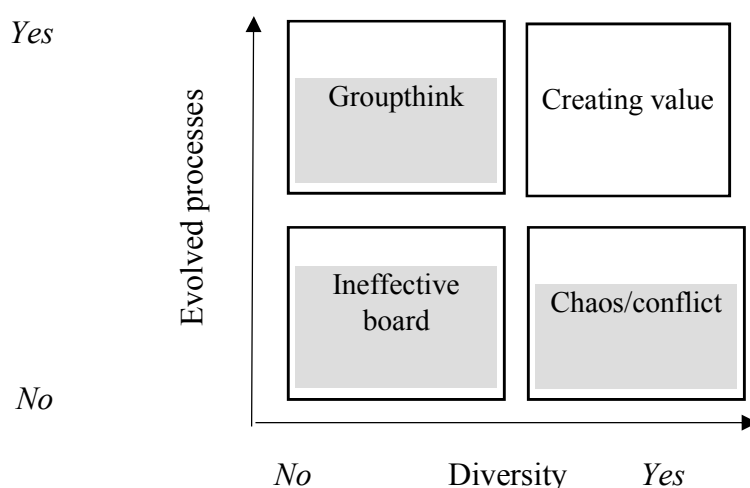 Yes
Groupthink
Creating value
Evolved processes
Ineffective
board
Chaos/conflict
No
No Diversity Yes